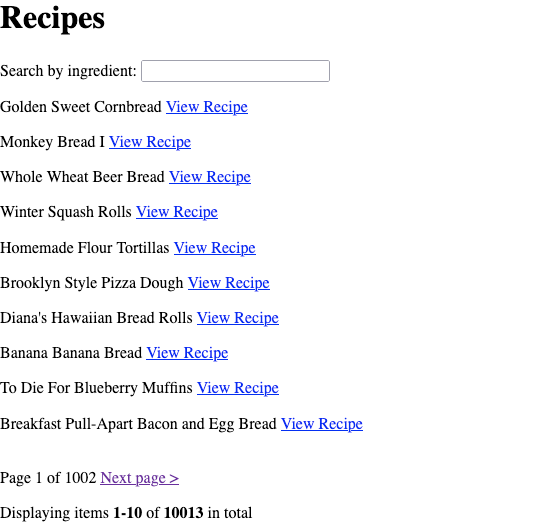 Recipes
Search by ingredient:
Golden Sweet Cornbread View Recipe
Monkey Bread I View Recipe
Whole Wheat Beer Bread View Recipe
Winter Squash Rolls View Recipe
Homemade Flour Tortillas View Recipe
Brooklyn Style Pizza Dough View Recipe
Diana's Hawaiian Bread Rolls View Recipe
Banana Banana Bread View Recipe
To Die For Blueberry Muffins View Recipe
Breakfast Pull-Apart Bacon and Egg Bread View Recipe
Page 1 of 1002 Next page >
Displaying items 1-10 of 10013 in total